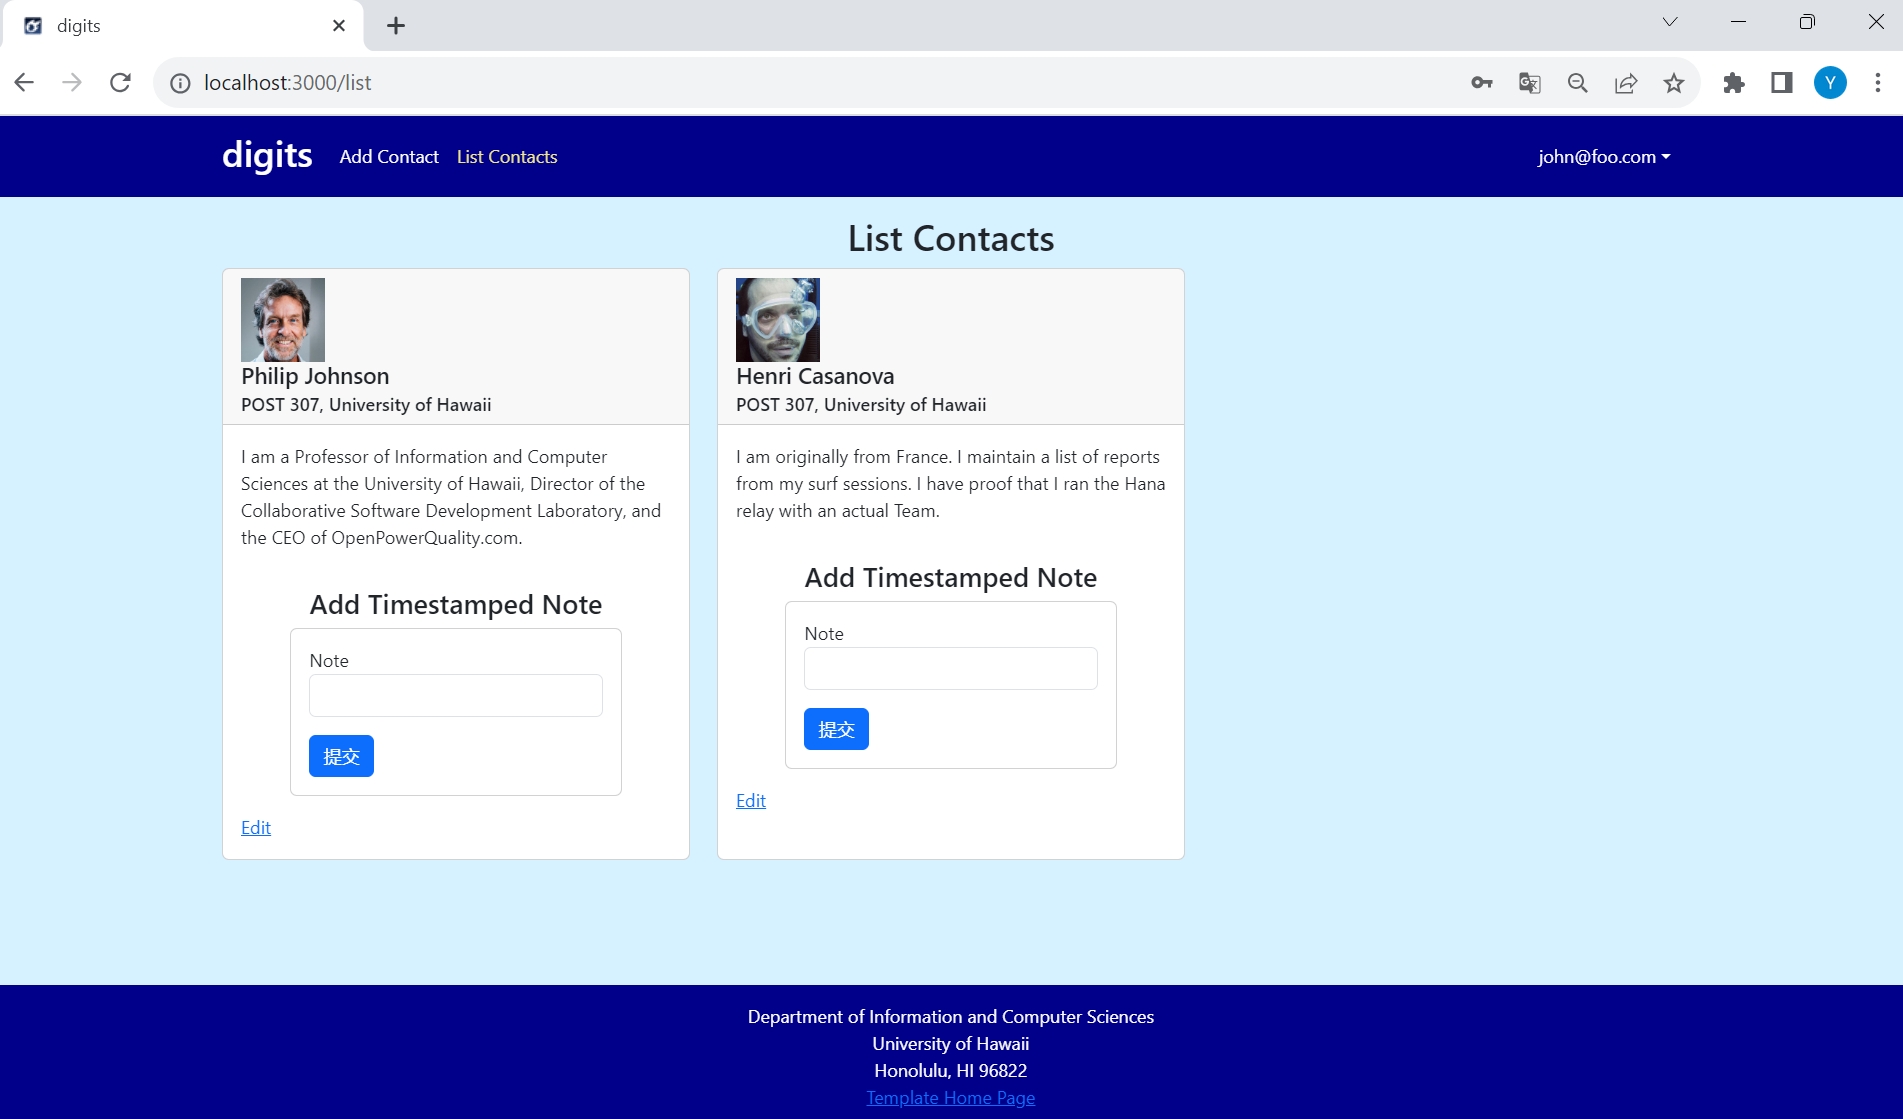 digits
localhost:3000/list
Y
digits
Add Contact
List Contacts
john@foo.com
List Contacts
Philip Johnson
POST 307, University of Hawaii
I am a Professor of Information and Computer
Sciences at the University of Hawaii, Director of the
Collaborative Software Development Laboratory, and
the CEO of OpenPowerQuality.com.
Add Timestamped Note
Note
提交
Edit
Henri Casanova
POST 307, University of Hawaii
I am originally from France. I maintain a list of reports
from my surf sessions. I have proof that I ran the Hana
relay with an actual Team.
Add Timestamped Note
Note
提交
Edit
Department of Information and Computer Sciences
University of Hawaii
Honolulu, HI 96822
Template Home Page